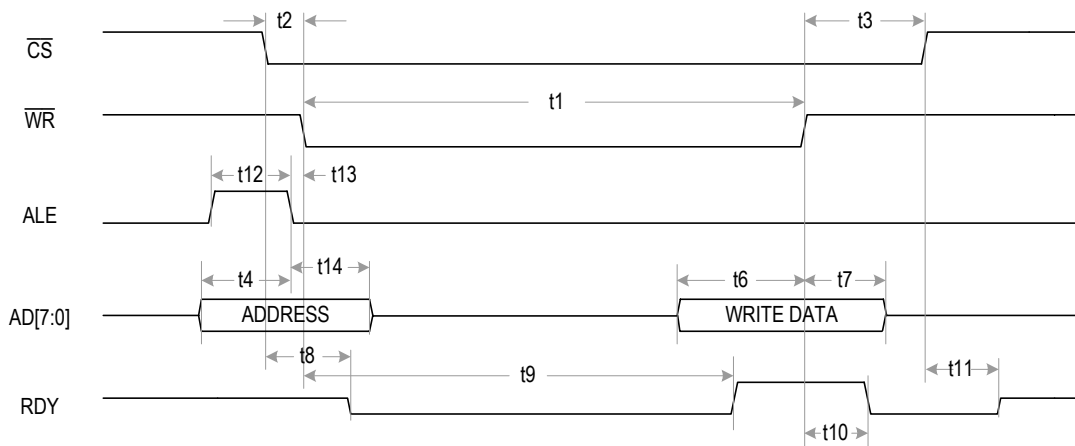 t2
t3
CS
t1
WR
t12
t13
ALE
t4
t14
t6
t7
AD[7:0]
ADDRESS
WRITE DATA
t8
t9
t11
RDY
t10